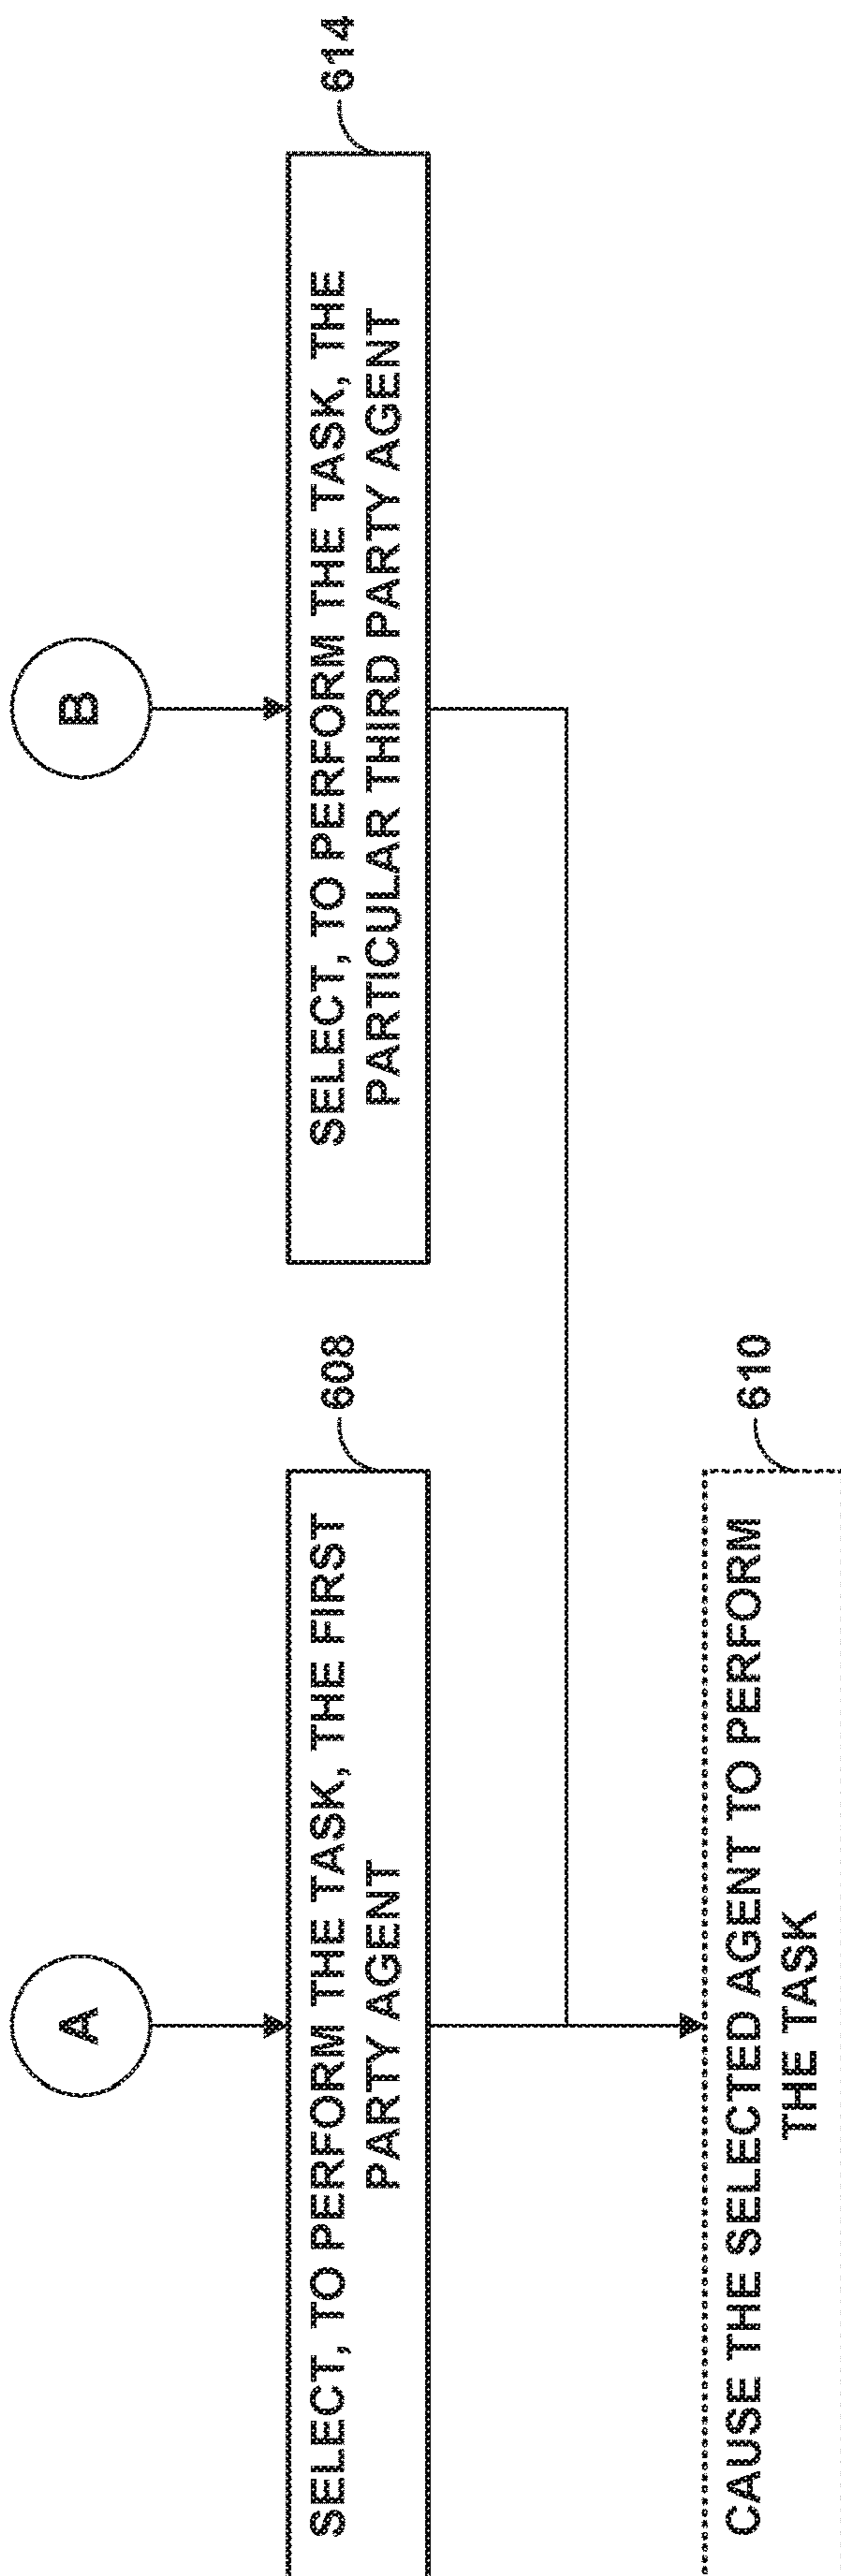 A
SELECT, TO PERFORM THE TASK, THE FIRST
PARTY AGENT
608
B
SELECT, TO PERFORM THE TASK, THE
PARTICULAR THIRD PARTY AGENT
614
CAUSE THE SELECTED AGENT TO PERFORM
THE TASK
610